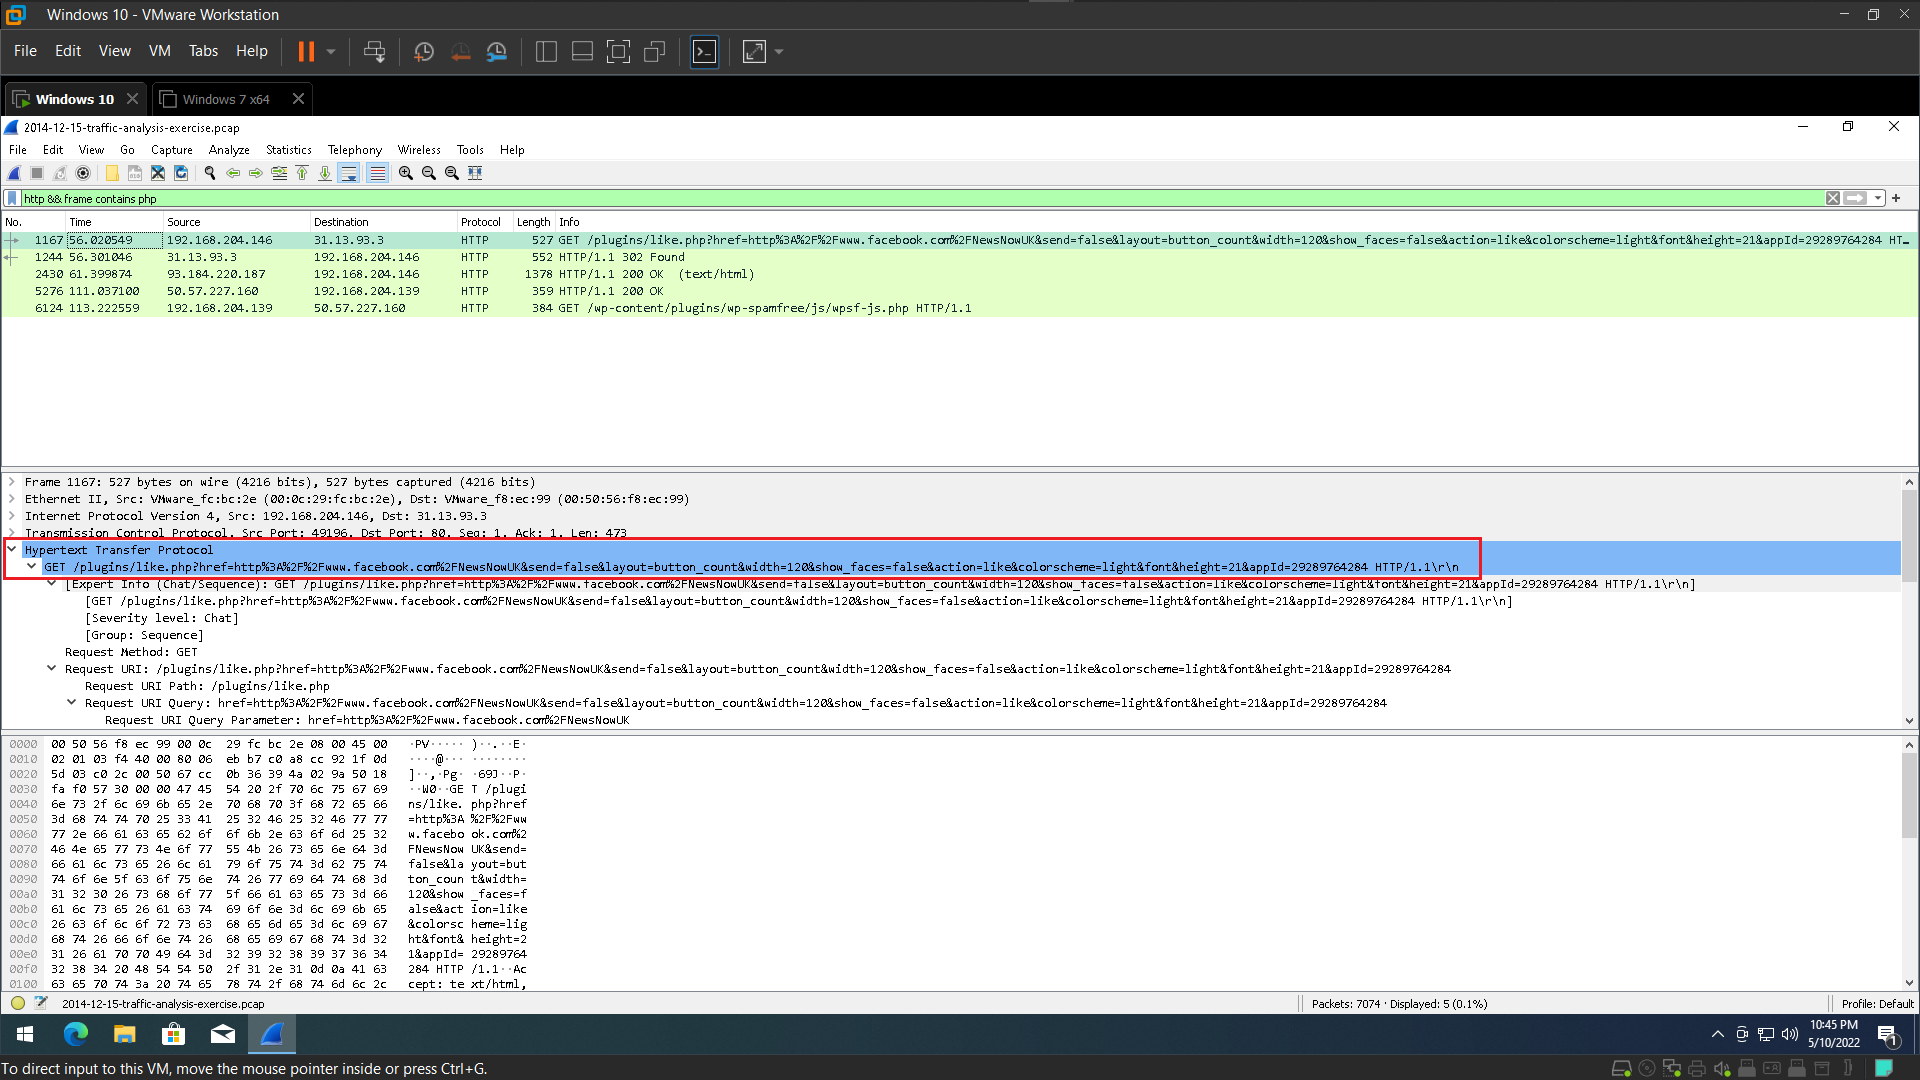 Windows 10 - VMware Workstation
File Edit View VM Tabs Help
Windows 10
Windows 7 x64
2014-12-15-traffic-analysis-exercise.pcap
File Edit View Go Capture Analyze Statistics Telephony Wireless Tools Help
http && frame contains php
No. Time Source Destination Protocol Length Info
1167 56.020549 192.168.204.146 31.13.93.3 HTTP 527 GET /plugins/like.php?href=http%3A%2F%2Fwww.facebook.com%2FNewsNowUK&send=false&layout=button_count&width=120&show_faces=false&action=like&colorscheme=light&font&height=21&appId=29289764284 HT…
1244 56.301046 31.13.93.3 192.168.204.146 HTTP 552 HTTP/1.1 302 Found
2430 61.399874 93.184.220.187 192.168.204.146 HTTP 1378 HTTP/1.1 200 OK (text/html)
5276 111.037100 50.57.227.160 192.168.204.139 HTTP 359 HTTP/1.1 200 OK
6124 113.222559 192.168.204.139 50.57.227.160 HTTP 384 GET /wp-content/plugins/wp-spamfree/js/wpsf-js.php HTTP/1.1
Frame 1167: 527 bytes on wire (4216 bits), 527 bytes captured (4216 bits)
Ethernet II, Src: VMware_fc:bc:2e (00:0c:29:fc:bc:2e), Dst: VMware_f8:ec:99 (00:50:56:f8:ec:99)
Internet Protocol Version 4, Src: 192.168.204.146, Dst: 31.13.93.3
Transmission Control Protocol, Src Port: 49196, Dst Port: 80, Seq: 1, Ack: 1, Len: 473
Hypertext Transfer Protocol
GET /plugins/like.php?href=http%3A%2F%2Fwww.facebook.com%2FNewsNowUK&send=false&layout=button_count&width=120&show_faces=false&action=like&colorscheme=light&font&height=21&appId=29289764284 HTTP/1.1\r\n
[Expert Info (Chat/Sequence): GET /plugins/like.php?href=http%3A%2F%2Fwww.facebook.com%2FNewsNowUK&send=false&layout=button_count&width=120&show_faces=false&action=like&colorscheme=light&font&height=21&appId=29289764284 HTTP/1.1\r\n]
[GET /plugins/like.php?href=http%3A%2F%2Fwww.facebook.com%2FNewsNowUK&send=false&layout=button_count&width=120&show_faces=false&action=like&colorscheme=light&font&height=21&appId=29289764284 HTTP/1.1\r\n]
[Severity level: Chat]
[Group: Sequence]
Request Method: GET
Request URI: /plugins/like.php?href=http%3A%2F%2Fwww.facebook.com%2FNewsNowUK&send=false&layout=button_count&width=120&show_faces=false&action=like&colorscheme=light&font&height=21&appId=29289764284
Request URI Path: /plugins/like.php
Request URI Query: href=http%3A%2F%2Fwww.facebook.com%2FNewsNowUK&send=false&layout=button_count&width=120&show_faces=false&action=like&colorscheme=light&font&height=21&appId=29289764284
Request URI Query Parameter: href=http%3A%2F%2Fwww.facebook.com%2FNewsNowUK
0000 00 50 56 f8 ec 99 00 0c 29 fc bc 2e 08 00 45 00 ·PV····· )··.··E·
0010 02 01 03 f4 40 00 80 06 eb b7 c0 a8 cc 92 1f 0d ····@··· ········
0020 5d 03 c0 2c 00 50 67 cc 0b 36 39 4a 02 9a 50 18 ]··,·Pg· ·69J··P·
0030 fa f0 57 30 00 00 47 45 54 20 2f 70 6c 75 67 69 ··W0··GE T /plugi
0040 6e 73 2f 6c 69 6b 65 2e 70 68 70 3f 68 72 65 66 ns/like. php?href
0050 3d 68 74 74 70 25 33 41 25 32 46 25 32 46 77 77 =http%3A %2F%2Fww
0060 77 2e 66 61 63 65 62 6f 6f 6b 2e 63 6f 6d 25 32 w.facebo ok.com%2
0070 46 4e 65 77 73 4e 6f 77 55 4b 26 73 65 6e 64 3d FNewsNow UK&send=
0080 66 61 6c 73 65 26 6c 61 79 6f 75 74 3d 62 75 74 false&la yout=but
0090 74 6f 6e 5f 63 6f 75 6e 74 26 77 69 64 74 68 3d ton_coun t&width=
00a0 31 32 30 26 73 68 6f 77 5f 66 61 63 65 73 3d 66 120&show _faces=f
00b0 61 6c 73 65 26 61 63 74 69 6f 6e 3d 6c 69 6b 65 alse&act ion=like
00c0 26 63 6f 6c 6f 72 73 63 68 65 6d 65 3d 6c 69 67 &colorsc heme=lig
00d0 68 74 26 66 6f 6e 74 26 68 65 69 67 68 74 3d 32 ht&font& height=2
00e0 31 26 61 70 70 49 64 3d 32 39 32 38 39 37 36 34 1&appId= 29289764
00f0 32 38 34 20 48 54 54 50 2f 31 2e 31 0d 0a 41 63 284 HTTP /1.1··Ac
0100 63 65 70 74 3a 20 74 65 78 74 2f 68 74 6d 6c 2c cept: te xt/html,
2014-12-15-traffic-analysis-exercise.pcap
Packets: 7074 · Displayed: 5 (0.1%)
Profile: Default
10:45 PM
5/10/2022
1
To direct input to this VM, move the mouse pointer inside or press Ctrl+G.